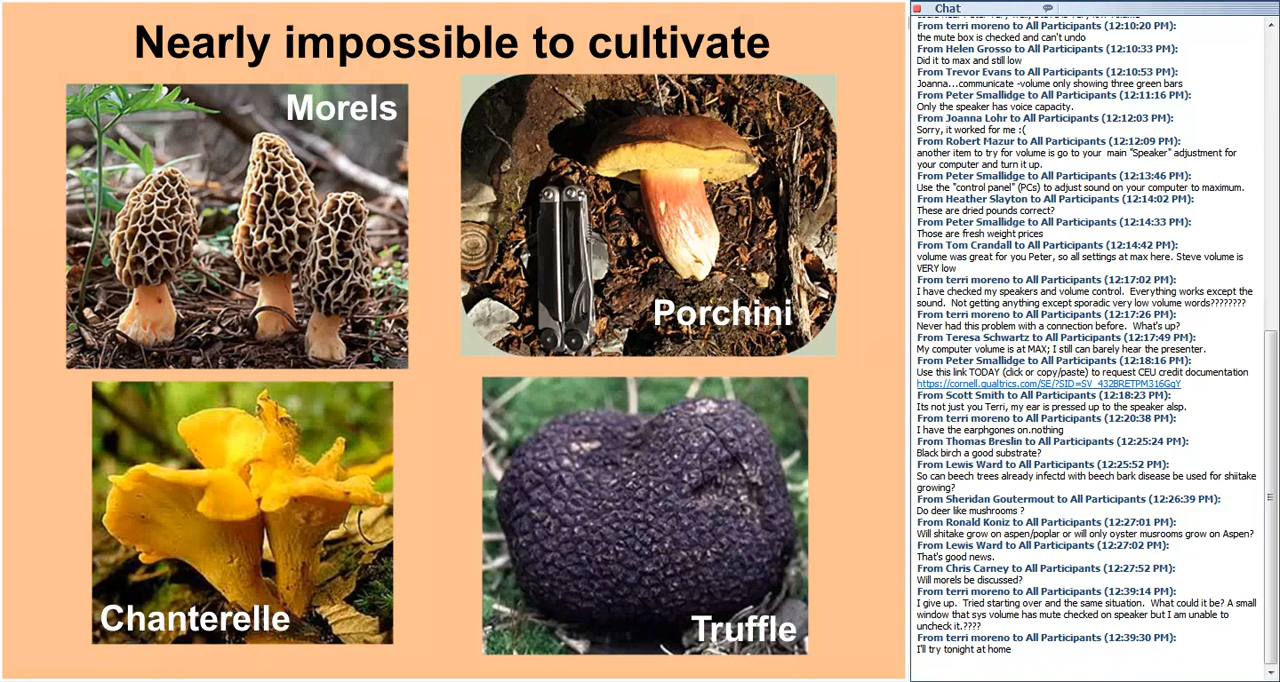 Nearly impossible to cultivate
Morels
Porchini
Chanterelle
Truffle
Chat
From terri moreno to All Participants (12:10:20 PM):
the mute box is checked and can't undo
From Helen Grosso to All Participants (12:10:33 PM):
Did it to max and still low
From Trevor Evans to All Participants (12:10:53 PM):
Joanna...communicate -volume only showing three green bars
From Peter Smallidge to All Participants (12:11:16 PM):
Only the speaker has voice capacity.
From Joanna Lohr to All Participants (12:12:03 PM):
Sorry, it worked for me :(
From Robert Mazur to All Participants (12:12:09 PM):
another item to try for volume is go to your main "Speaker" adjustment for
your computer and turn it up.
From Peter Smallidge to All Participants (12:13:46 PM):
Use the "control panel" (PCs) to adjust sound on your computer to maximum.
From Heather Slayton to All Participants (12:14:02 PM):
These are dried pounds correct?
From Peter Smallidge to All Participants (12:14:33 PM):
Those are fresh weight prices
From Tom Crandall to All Participants (12:14:42 PM):
volume was great for you Peter, so all settings at max here. Steve volume is
VERY low
From terri moreno to All Participants (12:17:02 PM):
I have checked my speakers and volume control. Everything works except the
sound. Not getting anything except sporadic very low volume words????????
From terri moreno to All Participants (12:17:26 PM):
Never had this problem with a connection before. What's up?
From Teresa Schwartz to All Participants (12:17:49 PM):
My computer volume is at MAX; I still can barely hear the presenter.
From Peter Smallidge to All Participants (12:18:16 PM):
Use this link TODAY (click or copy/paste) to request CEU credit documentation
https://cornell.qualtrics.com/SE/?SID=SV_432BRETPM316GqY
From Scott Smith to All Participants (12:18:23 PM):
Its not just you Terri, my ear is pressed up to the speaker alsp.
From terri moreno to All Participants (12:20:38 PM):
I have the earphgones on.nothing
From Thomas Breslin to All Participants (12:25:24 PM):
Black birch a good substrate?
From Lewis Ward to All Participants (12:25:52 PM):
So can beech trees already infectd with beech bark disease be used for shiitake
growing?
From Sheridan Goutermout to All Participants (12:26:39 PM):
Do deer like mushrooms ?
From Ronald Koniz to All Participants (12:27:01 PM):
Will shitake grow on aspen/poplar or will only oyster musrooms grow on Aspen?
From Lewis Ward to All Participants (12:27:02 PM):
That's good news.
From Chris Carney to All Participants (12:27:52 PM):
Will morels be discussed?
From terri moreno to All Participants (12:39:14 PM):
I give up. Tried starting over and the same situation. What could it be? A small
window that sys volume has mute checked on speaker but I am unable to
uncheck it.????
From terri moreno to All Participants (12:39:30 PM):
I'll try tonight at home